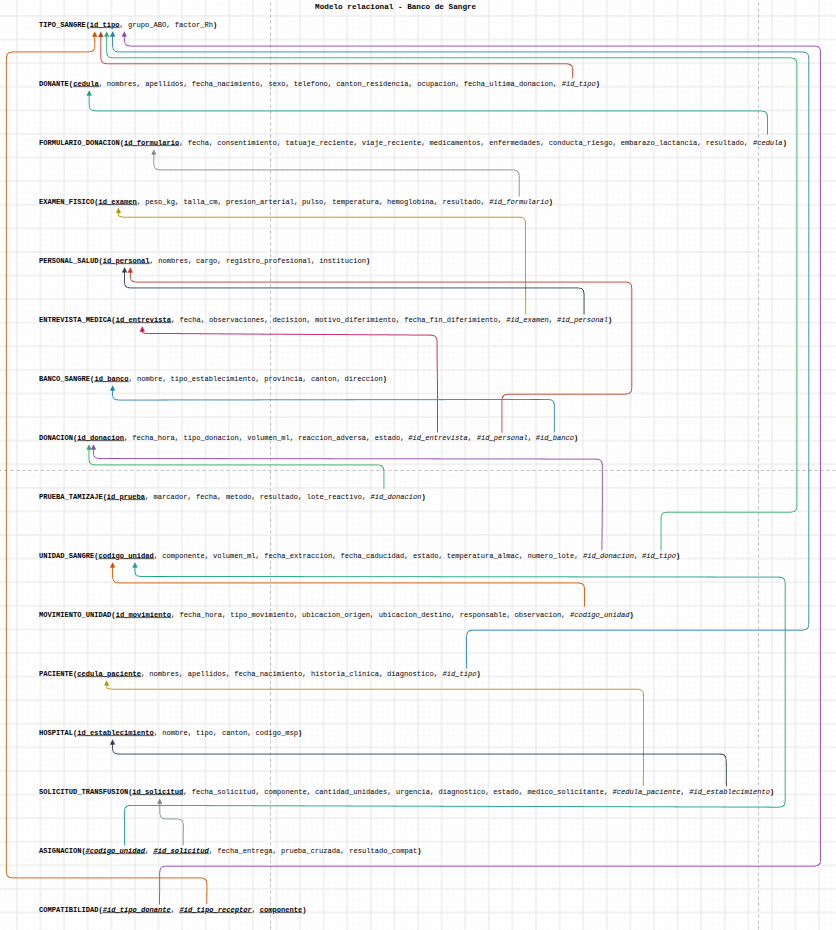 Modelo relacional - Banco de Sangre
TIPO_SANGRE(id_tipo, grupo_ABO, factor_Rh)
DONANTE(cedula, nombres, apellidos, fecha_nacimiento, sexo, telefono, canton_residencia, ocupacion, fecha_ultima_donacion, #id_tipo)
FORMULARIO_DONACION(id_formulario, fecha, consentimiento, tatuaje_reciente, viaje_reciente, medicamentos, enfermedades, conducta_riesgo, embarazo_lactancia, resultado, #cedula)
EXAMEN_FISICO(id_examen, peso_kg, talla_cm, presion_arterial, pulso, temperatura, hemoglobina, resultado, #id_formulario)
PERSONAL_SALUD(id_personal, nombres, cargo, registro_profesional, institucion)
ENTREVISTA_MEDICA(id_entrevista, fecha, observaciones, decision, motivo_diferimiento, fecha_fin_diferimiento, #id_examen, #id_personal)
BANCO_SANGRE(id_banco, nombre, tipo_establecimiento, provincia, canton, direccion)
DONACION(id_donacion, fecha_hora, tipo_donacion, volumen_ml, reaccion_adversa, estado, #id_entrevista, #id_personal, #id_banco)
PRUEBA_TAMIZAJE(id_prueba, marcador, fecha, metodo, resultado, lote_reactivo, #id_donacion)
UNIDAD_SANGRE(codigo_unidad, componente, volumen_ml, fecha_extraccion, fecha_caducidad, estado, temperatura_almac, numero_lote, #id_donacion, #id_tipo)
MOVIMIENTO_UNIDAD(id_movimiento, fecha_hora, tipo_movimiento, ubicacion_origen, ubicacion_destino, responsable, observacion, #codigo_unidad)
PACIENTE(cedula_paciente, nombres, apellidos, fecha_nacimiento, historia_clinica, diagnostico, #id_tipo)
HOSPITAL(id_establecimiento, nombre, tipo, canton, codigo_msp)
SOLICITUD_TRANSFUSION(id_solicitud, fecha_solicitud, componente, cantidad_unidades, urgencia, diagnostico, estado, medico_solicitante, #cedula_paciente, #id_establecimiento)
ASIGNACION(#codigo_unidad, #id_solicitud, fecha_entrega, prueba_cruzada, resultado_compat)
COMPATIBILIDAD(#id_tipo_donante, #id_tipo_receptor, componente)